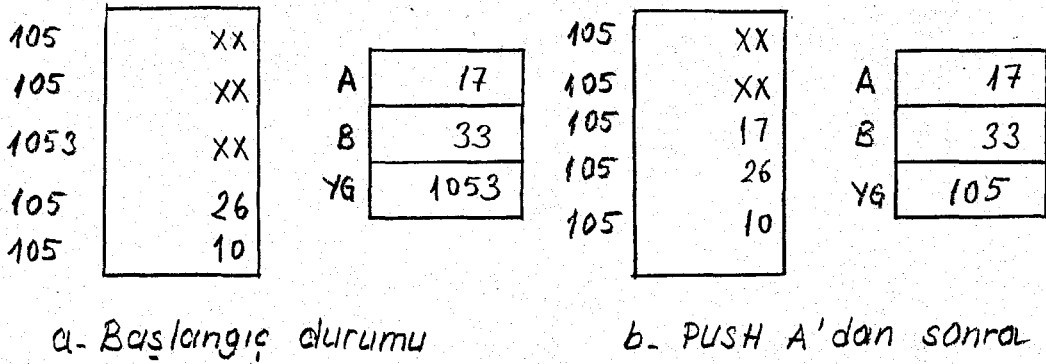 105 XX
105 XX
1053 XX
105 26
105 10
A 17
B 33
YG 1053
a- Başlangıç durumu
105 XX
105 XX
105 17
105 26
105 10
A 17
B 33
YG 105
b- PUSH A'dan sonra